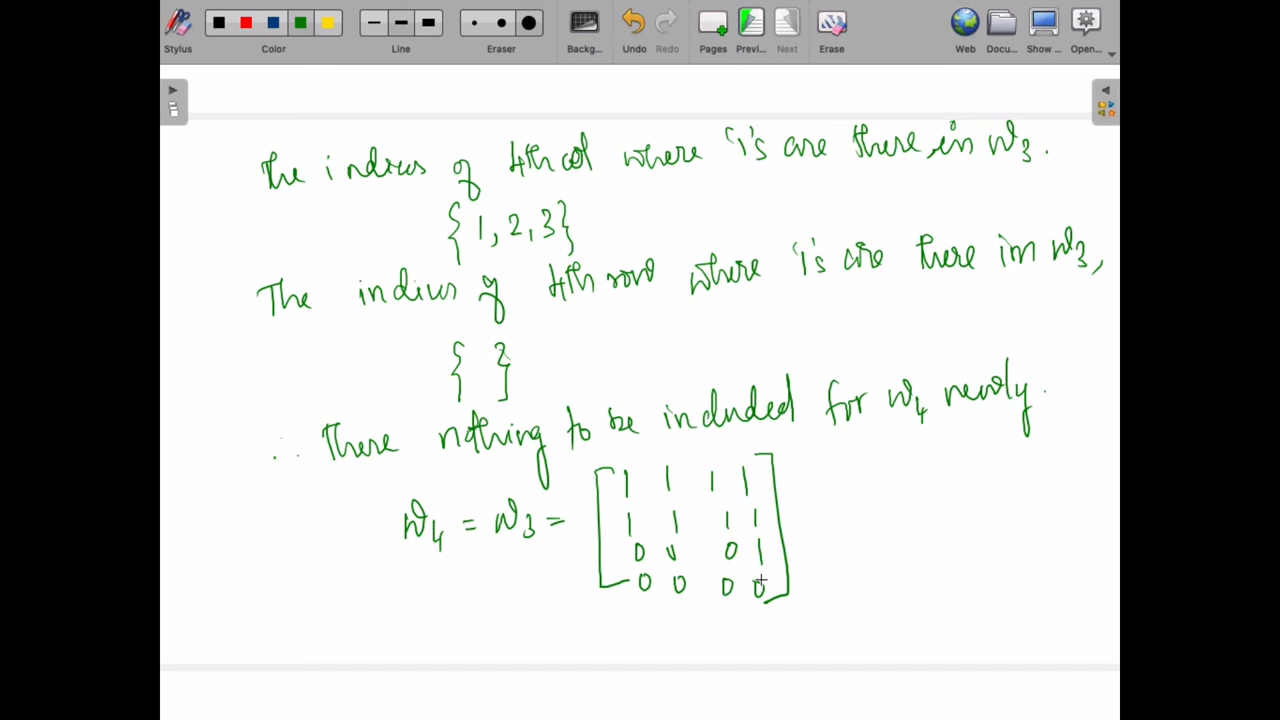 Stylus Color Line Eraser Backg... Undo Redo Pages Previ... Next Erase Web Docu... Show ... Open...
The indices of 4th col where '1's are there in W3.
{1, 2, 3}
The indices of 4th row where '1's are there in W3,
{ }
∴ There nothing to be included for W4 newly.
W4 = W3 =
1 1 1 1
1 1 1 1
0 0 0 1
0 0 0 0